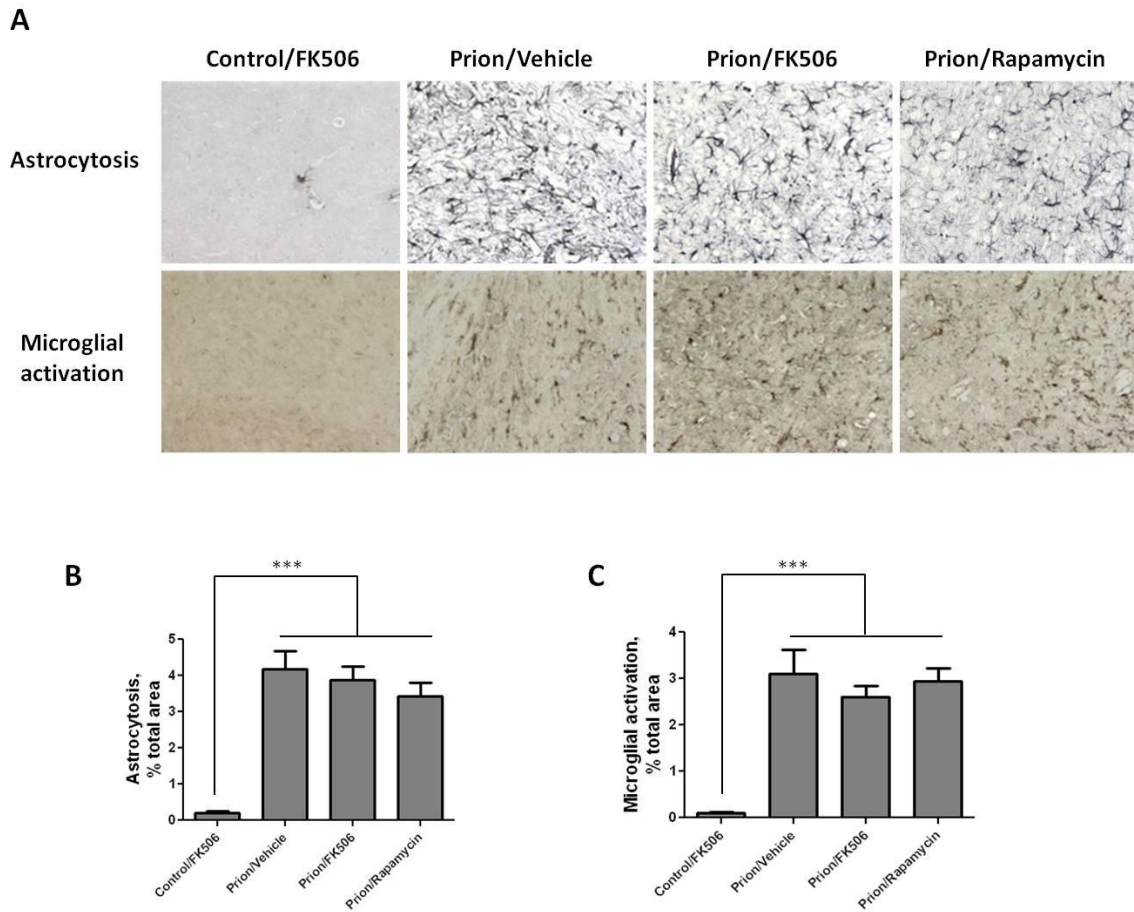 A
Control/FK506
Prion/Vehicle
Prion/FK506
Prion/Rapamycin
Astrocytosis
Microglial
activation
B
***
Astrocytosis,
% total area
5
4
3
2
1
0
Control/FK506
Prion/Vehicle
Prion/FK506
Prion/Rapamycin
C
***
Microglial activation,
% total area
4
3
2
1
0
Control/FK506
Prion/Vehicle
Prion/FK506
Prion/Rapamycin